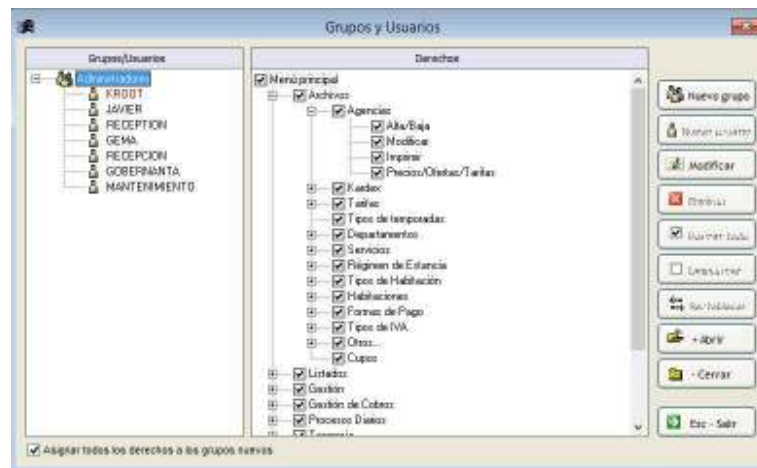 Grupos y Usuarios
Grupos/Usuarios
Administradores
KROOT
JAVIER
RECEPTION
GEMA
RECEPCION
GOBERNANTA
MANTENIMIENTO
Derechos
Menú principal
Archivos
Agencias
Alta/Baja
Modificar
Imprimir
Precios/Ofertas/Tarifas
Kardex
Tarifas
Tipos de temporadas
Departamentos
Servicios
Régimen de Estancia
Tipos de Habitación
Habitaciones
Formas de Pago
Tipos de IVA
Otros...
Cupos
Listados
Gestión
Gestión de Cobros
Procesos Diarios
Nuevo grupo
Modificar
Eliminar
+ Abrir
- Cerrar
Esc - Salir
Asignar todos los derechos a los grupos nuevos